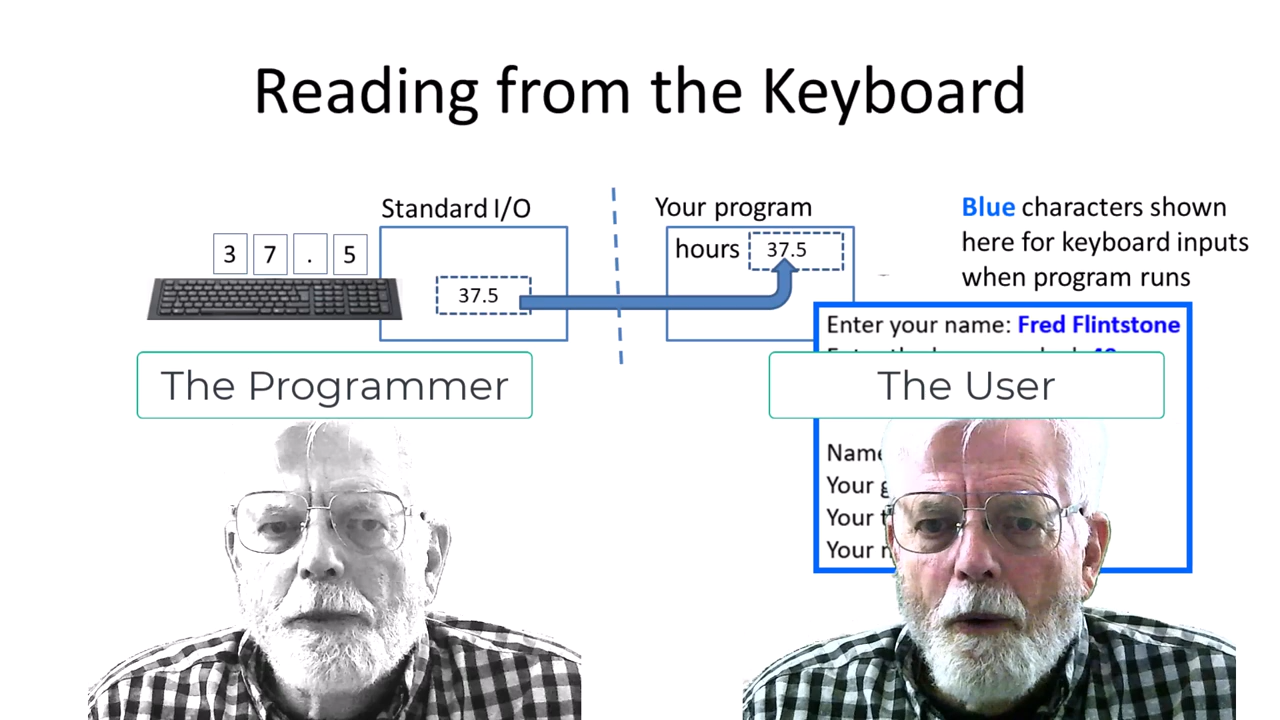 Reading from the Keyboard
Standard I/O
Your program
Blue characters shown
here for keyboard inputs
when program runs
3 7 . 5
hours 37.5
37.5
Enter your name: Fred Flintstone
The Programmer
The User
Name
Your
Your
Your